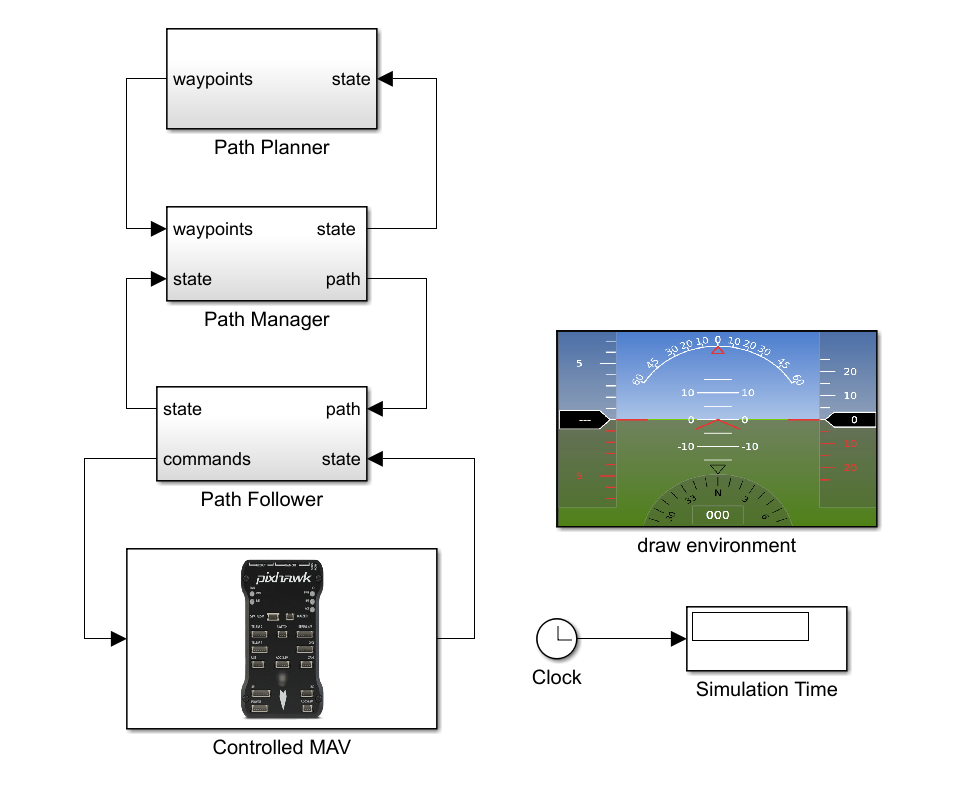 waypoints state
Path Planner
waypoints state
state path
Path Manager
state path
commands state
Path Follower
pixhawk
Controlled MAV
60 45 30 20 10 0 10 20 30 45 60
5
20
10
10 10
0 0
0
-10 -10
10
20
N
33 3
30 6
000
draw environment
Clock
Simulation Time